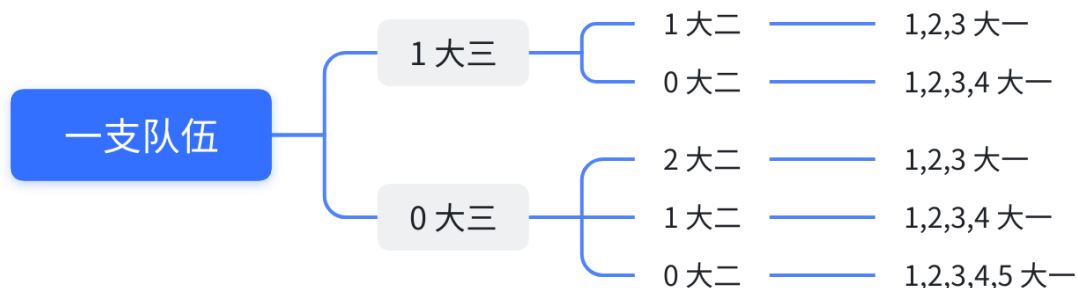 一支队伍
1 大三
1 大二
1,2,3 大一
0 大二
1,2,3,4 大一
0 大三
2 大二
1,2,3 大一
1 大二
1,2,3,4 大一
0 大二
1,2,3,4,5 大一